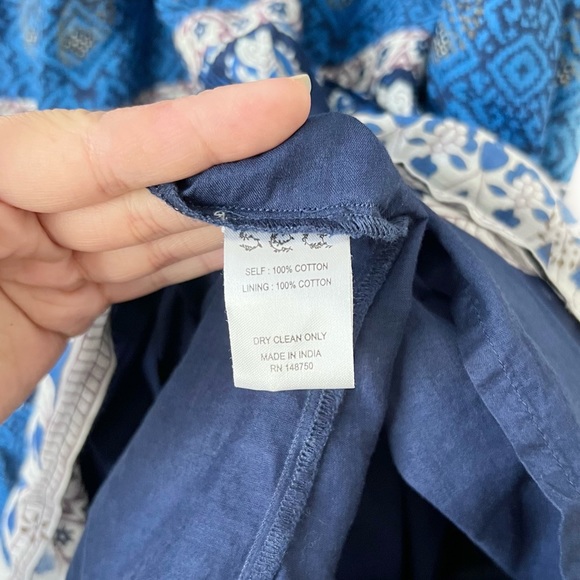 SELF : 100% COTTON
LINING : 100% COTTON
DRY CLEAN ONLY
MADE IN INDIA
RN 148750